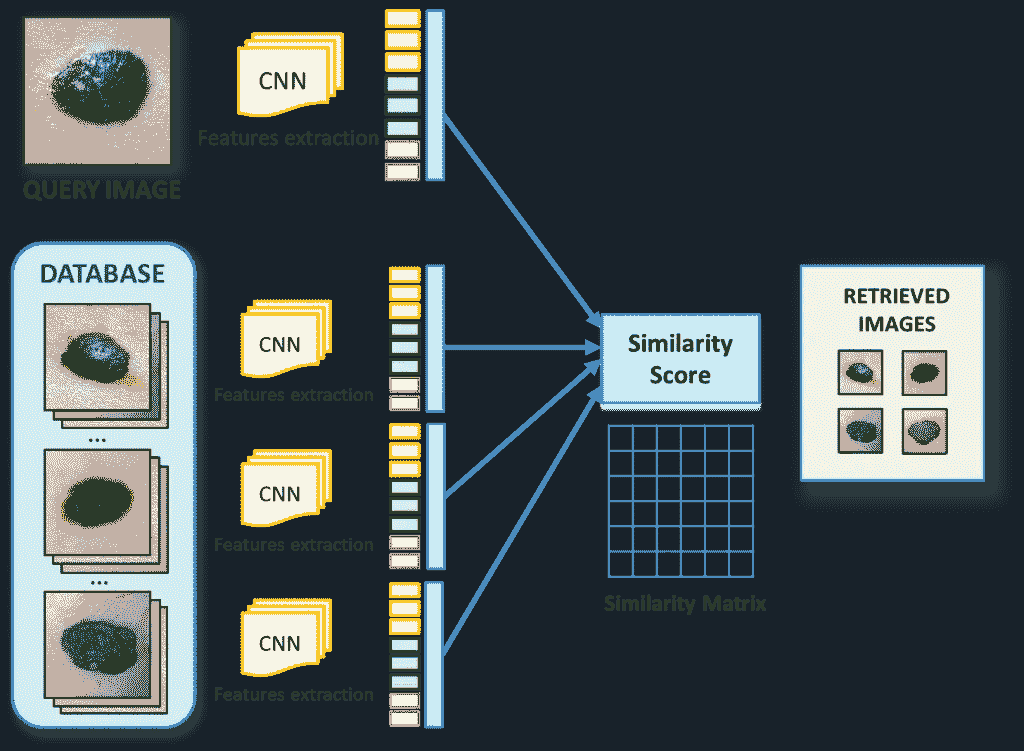 CNN
Features extraction
QUERY IMAGE
DATABASE
...
...
CNN
Features extraction
CNN
Features extraction
CNN
Features extraction
Similarity
Score
Similarity Matrix
RETRIEVED
IMAGES